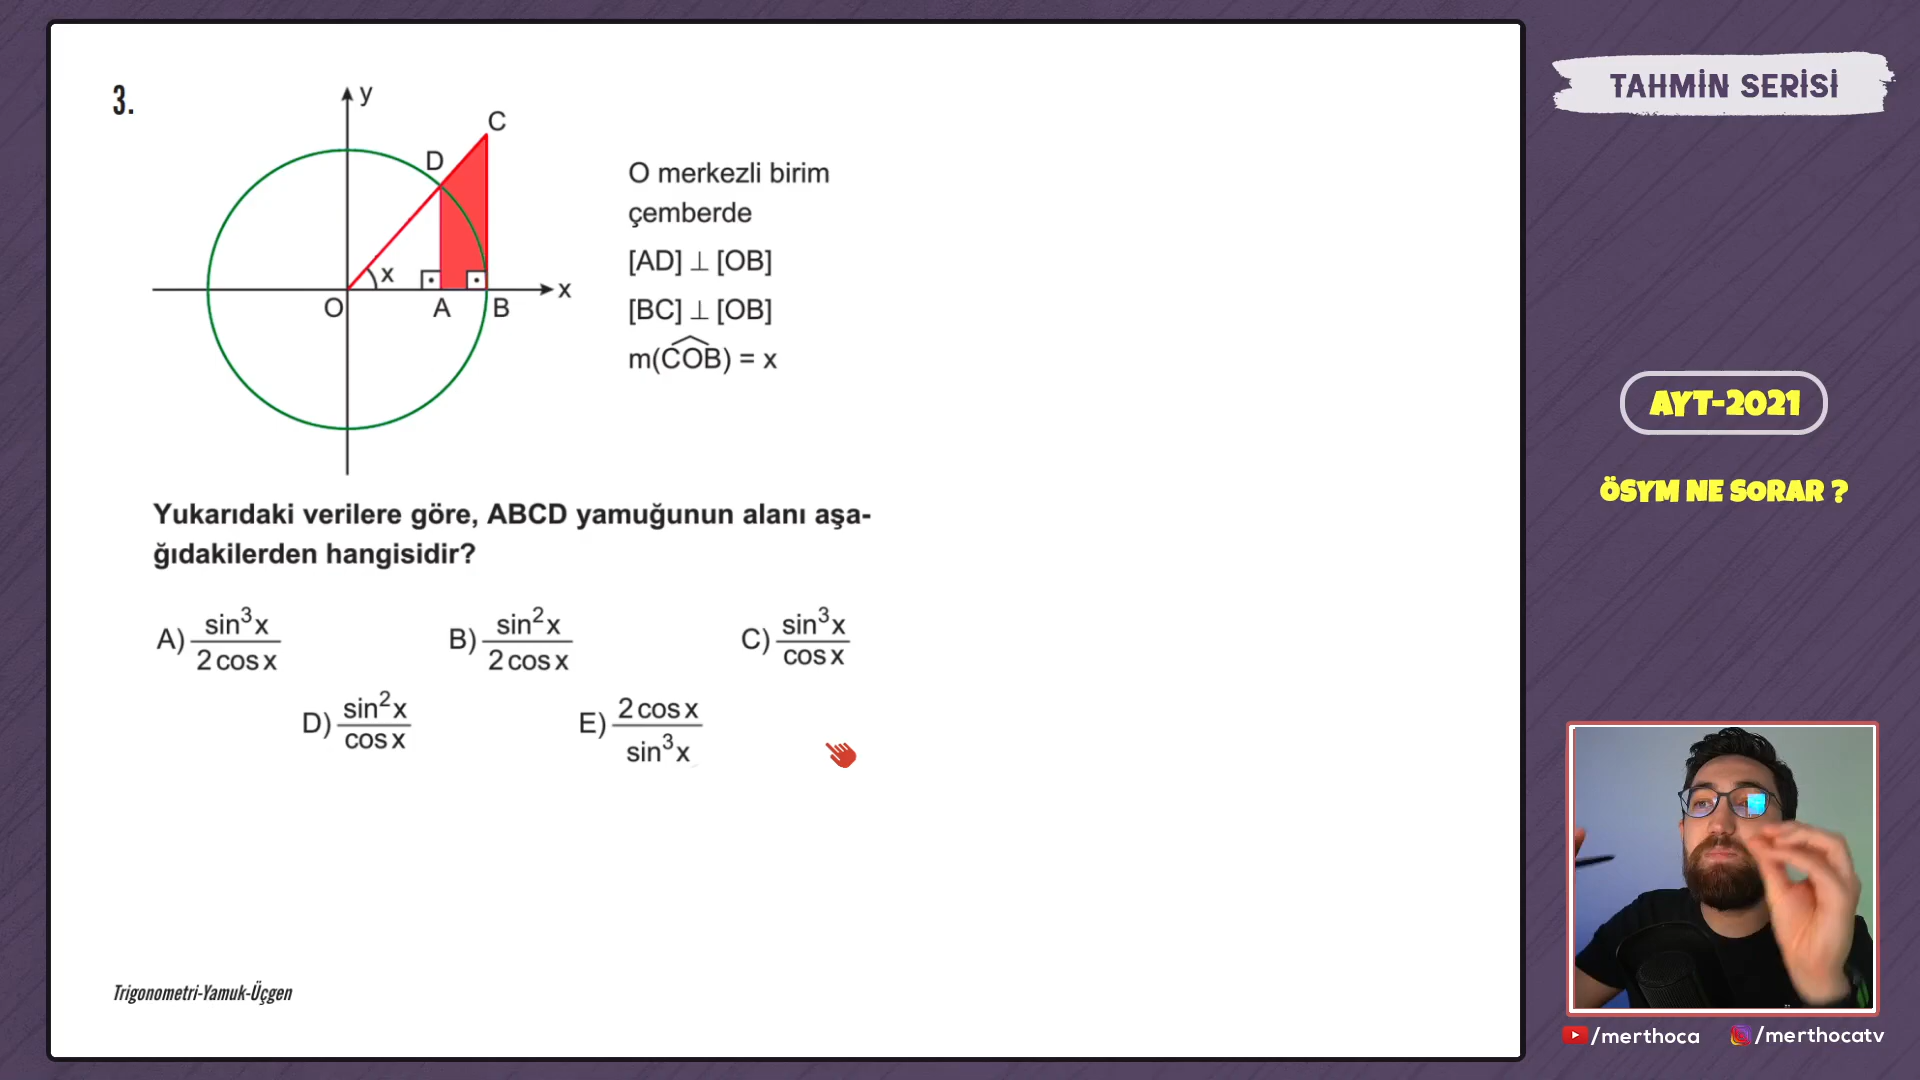 TAHMİN SERİSİ
3.
y
C
D
x
x
O
A
B
O merkezli birim
çemberde
[AD] ⊥ [OB]
[BC] ⊥ [OB]
m(COB) = x
Yukarıdaki verilere göre, ABCD yamuğunun alanı aşa-
ğıdakilerden hangisidir?
A) sin³x / 2 cos x B) sin²x / 2 cos x C) sin³x / cos x
D) sin²x / cos x E) 2 cos x / sin³x
Trigonometri-Yamuk-Üçgen
AYT-2021
ÖSYM NE SORAR ?
/merthoca /merthocatv